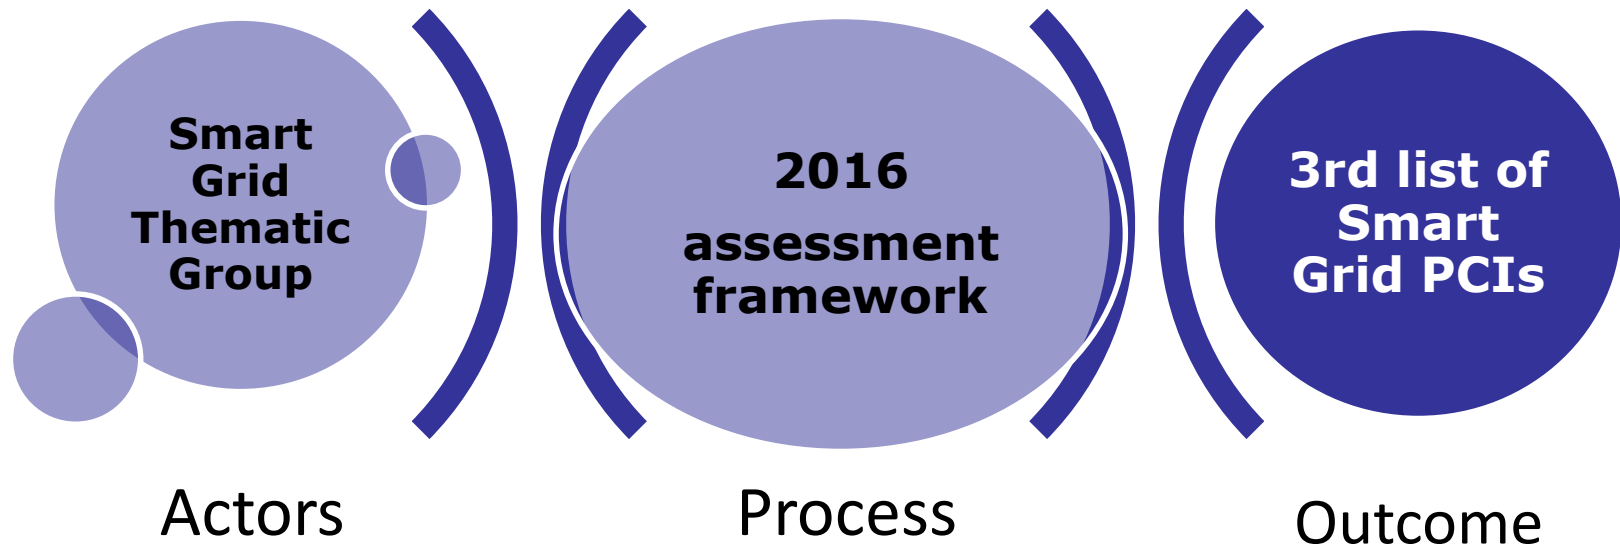 Smart
Grid
Thematic
Group
2016
assessment
framework
3rd list of
Smart
Grid PCIs
Actors
Process
Outcome